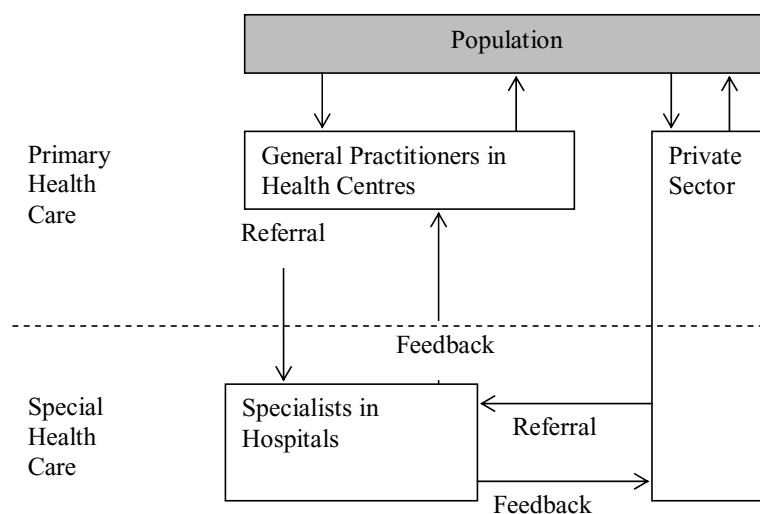 Population
Primary
Health
Care
General Practitioners in
Health Centres
Private
Sector
Referral
Feedback
Special
Health
Care
Specialists in
Hospitals
Referral
Feedback